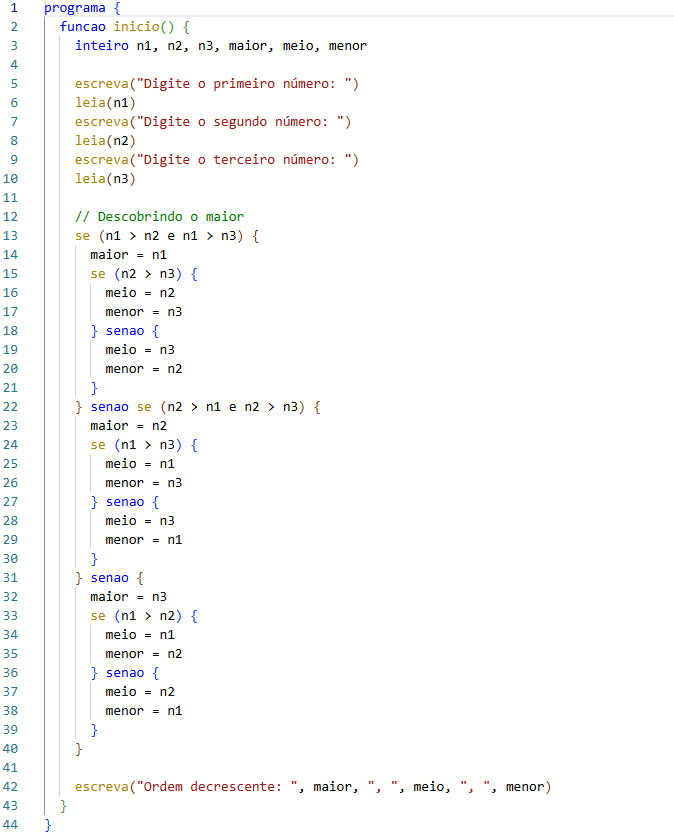 1 programa {
2   funcao inicio() {
3     inteiro n1, n2, n3, maior, meio, menor
4
5     escreva("Digite o primeiro número: ")
6     leia(n1)
7     escreva("Digite o segundo número: ")
8     leia(n2)
9     escreva("Digite o terceiro número: ")
10     leia(n3)
11
12     // Descobrindo o maior
13     se (n1 > n2 e n1 > n3) {
14       maior = n1
15       se (n2 > n3) {
16         meio = n2
17         menor = n3
18       } senao {
19         meio = n3
20         menor = n2
21       }
22     } senao se (n2 > n1 e n2 > n3) {
23       maior = n2
24       se (n1 > n3) {
25         meio = n1
26         menor = n3
27       } senao {
28         meio = n3
29         menor = n1
30       }
31     } senao {
32       maior = n3
33       se (n1 > n2) {
34         meio = n1
35         menor = n2
36       } senao {
37         meio = n2
38         menor = n1
39       }
40     }
41
42     escreva("Ordem decrescente: ", maior, ", ", meio, ", ", menor)
43   }
44 }